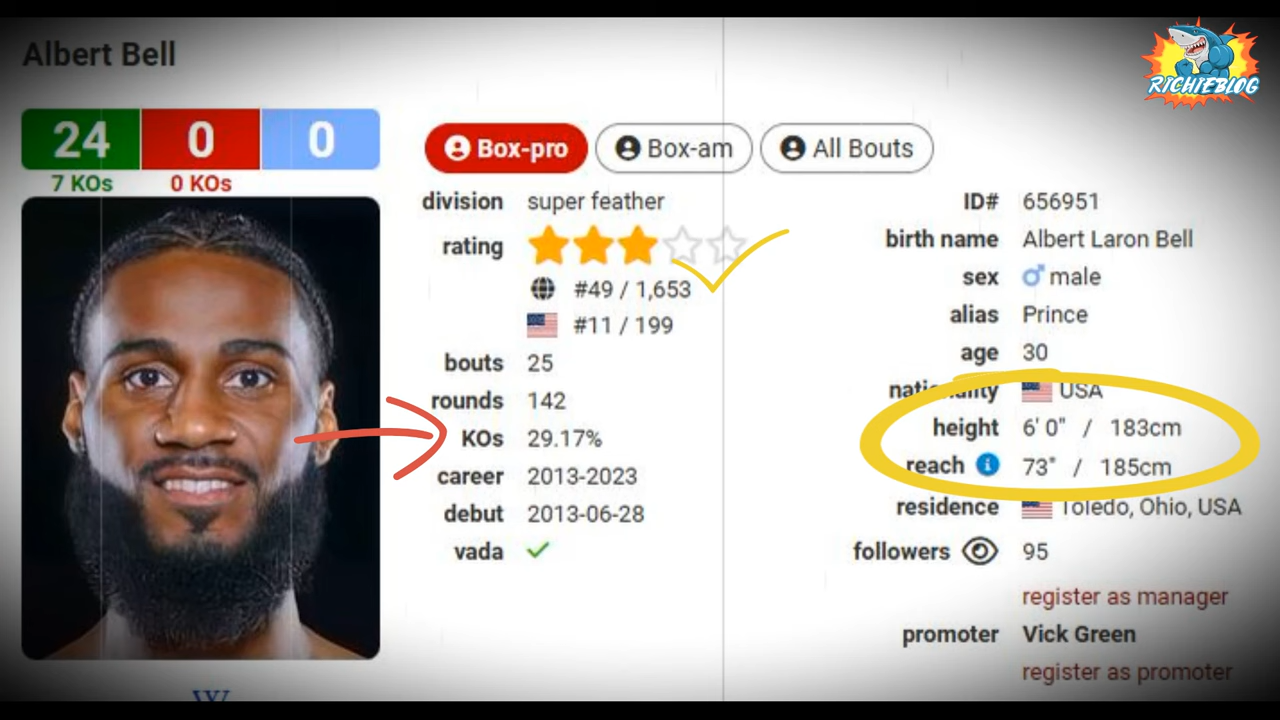 Albert Bell
RICHIEBLOG
24 0 0
7 KOs 0 KOs
Box-pro Box-am All Bouts
division super feather
rating
#49 / 1,653
#11 / 199
bouts 25
rounds 142
KOs 29.17%
career 2013-2023
debut 2013-06-28
vada
ID# 656951
birth name Albert Laron Bell
sex male
alias Prince
age 30
nationality USA
height 6' 0" / 183cm
reach 73" / 185cm
residence Toledo, Ohio, USA
followers 95
register as manager
promoter Vick Green
register as promoter
W